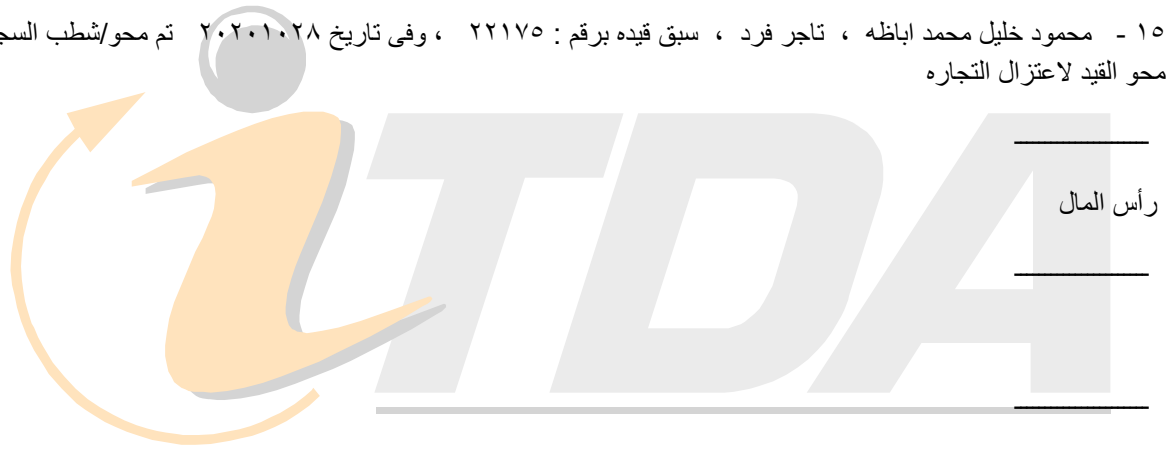 ١٥ - محمود خليل محمد اباظه ، تاجر فرد ، سبق قيده برقم : ٢٢١٧٥ ، وفى تاريخ ٢٠٢٠١٠٢٨ تم محو/شطب
محو القيد لاعتزال التجاره
رأس المال
iTDA